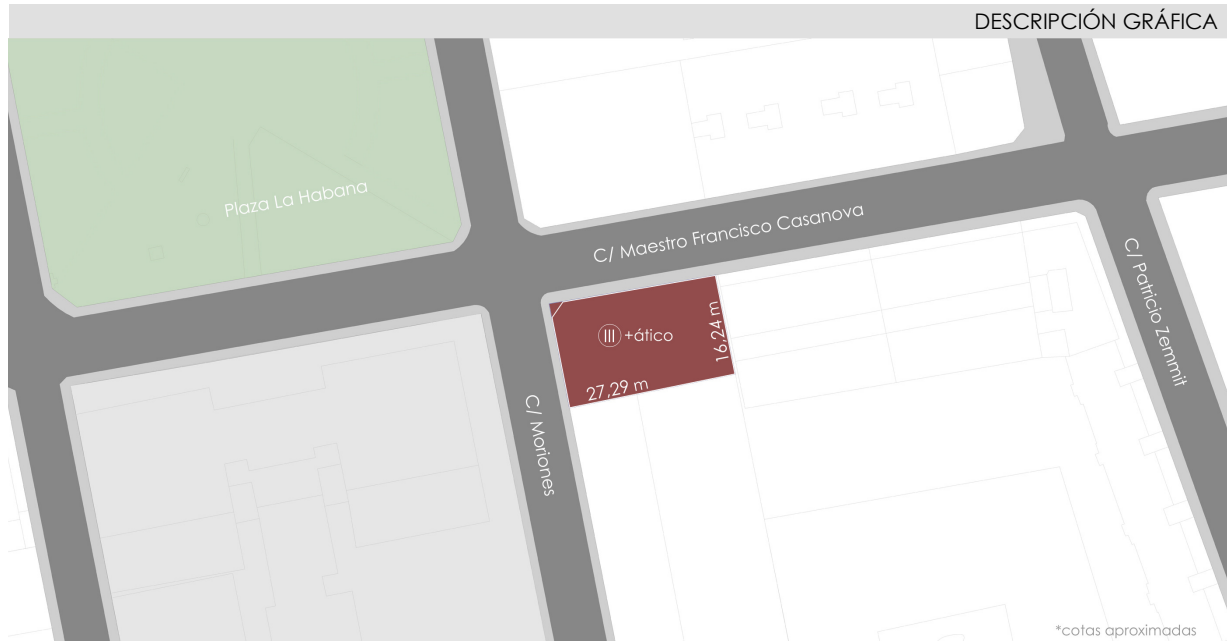 DESCRIPCIÓN GRÁFICA
Plaza La Habana
C/ Maestro Francisco Casanova
C/ Patricio Zemmit
III +ático
16,24 m
27,29 m
C/ Moriones
*cotas aproximadas